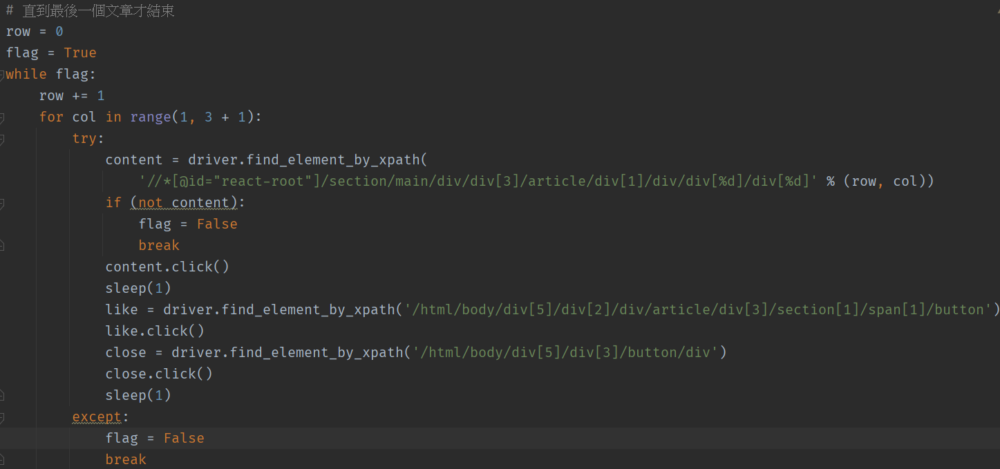 # 直到最後一個文章才結束
row = 0
flag = True
while flag:
    row += 1
    for col in range(1, 3 + 1):
        try:
            content = driver.find_element_by_xpath(
                '//*[@id="react-root"]/section/main/div/div[3]/article/div[1]/div/div[%d]/div[%d]' % (row, col))
            if (not content):
                flag = False
                break
            content.click()
            sleep(1)
            like = driver.find_element_by_xpath('/html/body/div[5]/div[2]/div/article/div[3]/section[1]/span[1]/button')
            like.click()
            close = driver.find_element_by_xpath('/html/body/div[5]/div[3]/button/div')
            close.click()
            sleep(1)
        except:
            flag = False
            break